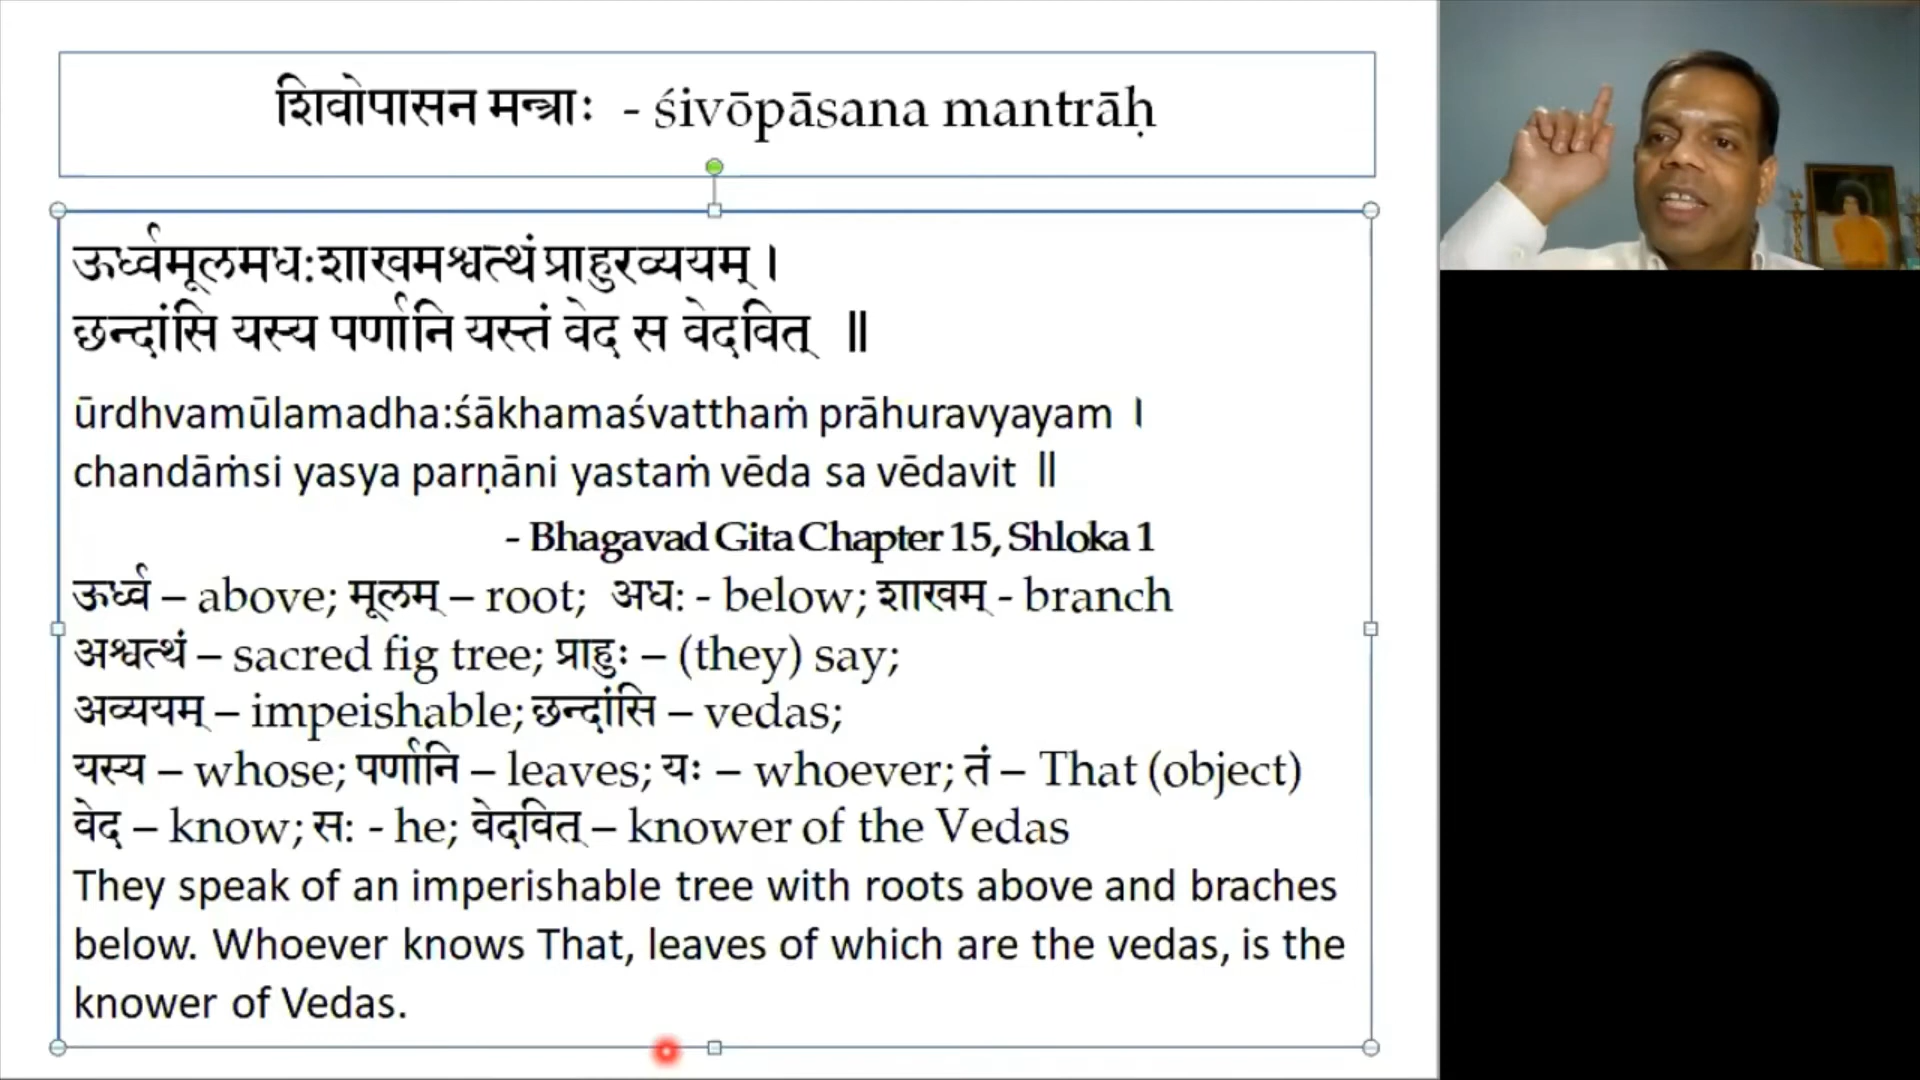 शिवोपासन मन्त्राः - śivōpāsana mantrāḥ
ऊर्ध्वमूलमधःशाखमश्वत्थं प्राहुरव्ययम् ।
छन्दांसि यस्य पर्णानि यस्तं वेद स वेदवित् ॥
ūrdhvamūlamadha:śākhamaśvatthaṁ prāhuravyayam ।
chandāṁsi yasya parṇāni yastaṁ vēda sa vēdavit ॥
- Bhagavad Gita Chapter 15, Shloka 1
ऊर्ध्व – above; मूलम् – root; अधः - below; शाखम् - branch
अश्वत्थं – sacred fig tree; प्राहुः – (they) say;
अव्ययम् – impeishable; छन्दांसि – vedas;
यस्य – whose; पर्णानि – leaves; यः – whoever; तं – That (object)
वेद – know; सः - he; वेदवित् – knower of the Vedas
They speak of an imperishable tree with roots above and braches
below. Whoever knows That, leaves of which are the vedas, is the
knower of Vedas.